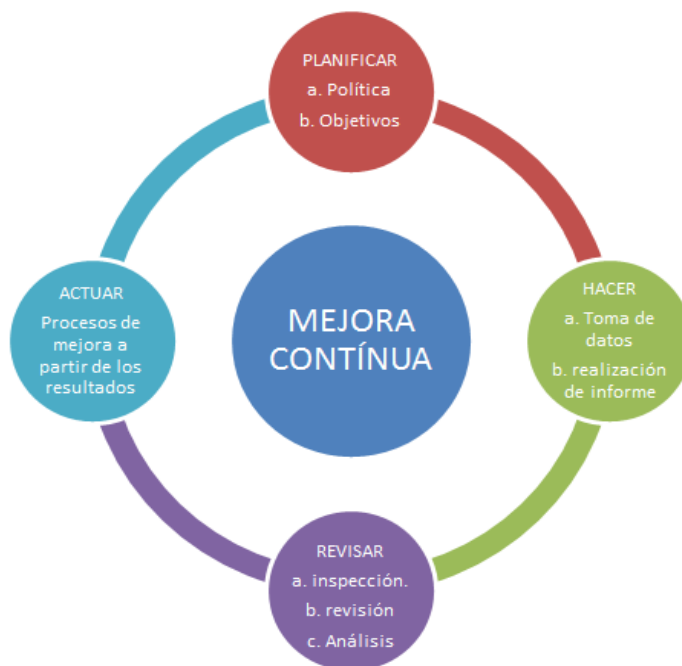 PLANIFICAR
a. Política
b. Objetivos
HACER
a. Toma de
datos
b. realización
de informe
REVISAR
a. inspección.
b. revisión
c. Análisis
ACTUAR
Procesos de
mejora a
partir de los
resultados
MEJORA
CONTÍNUA